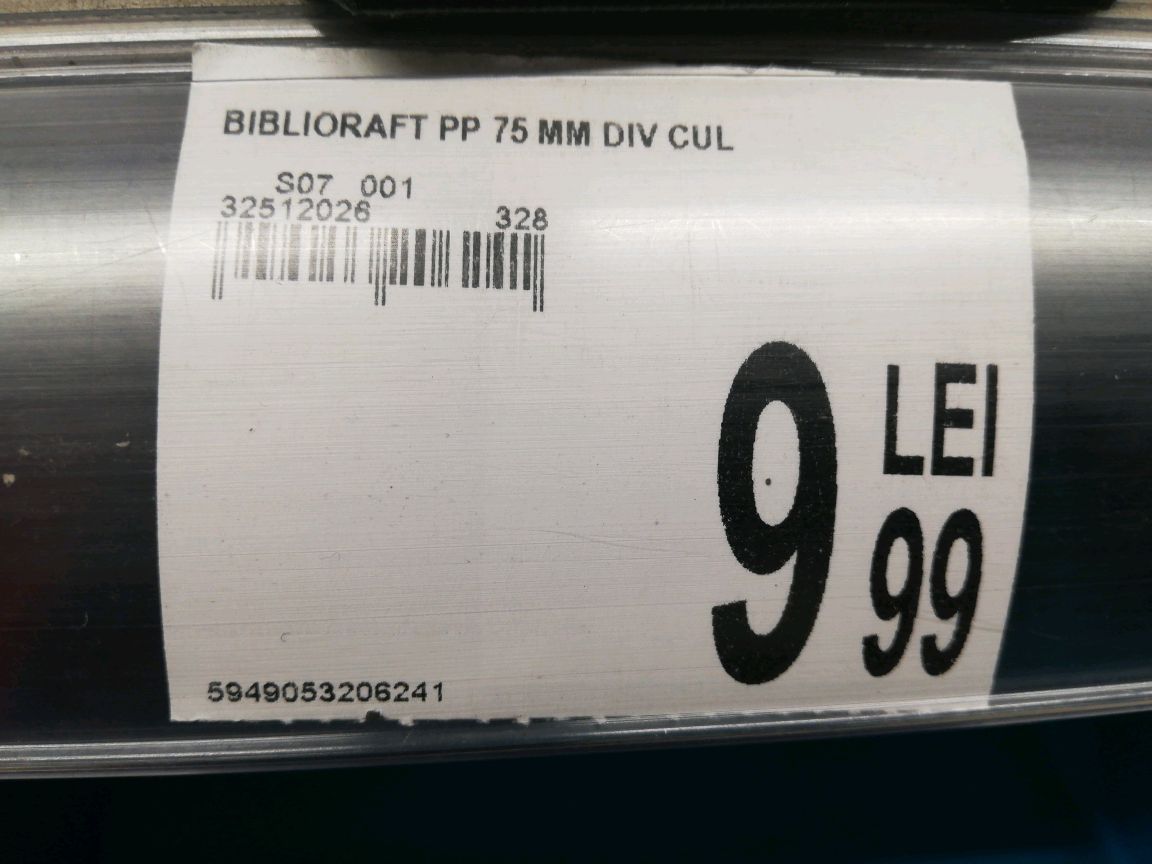 BIBLIORAFT PP 75 MM DIV CUL
S07 001
32512026 328
9 LEI
99
5949053206241